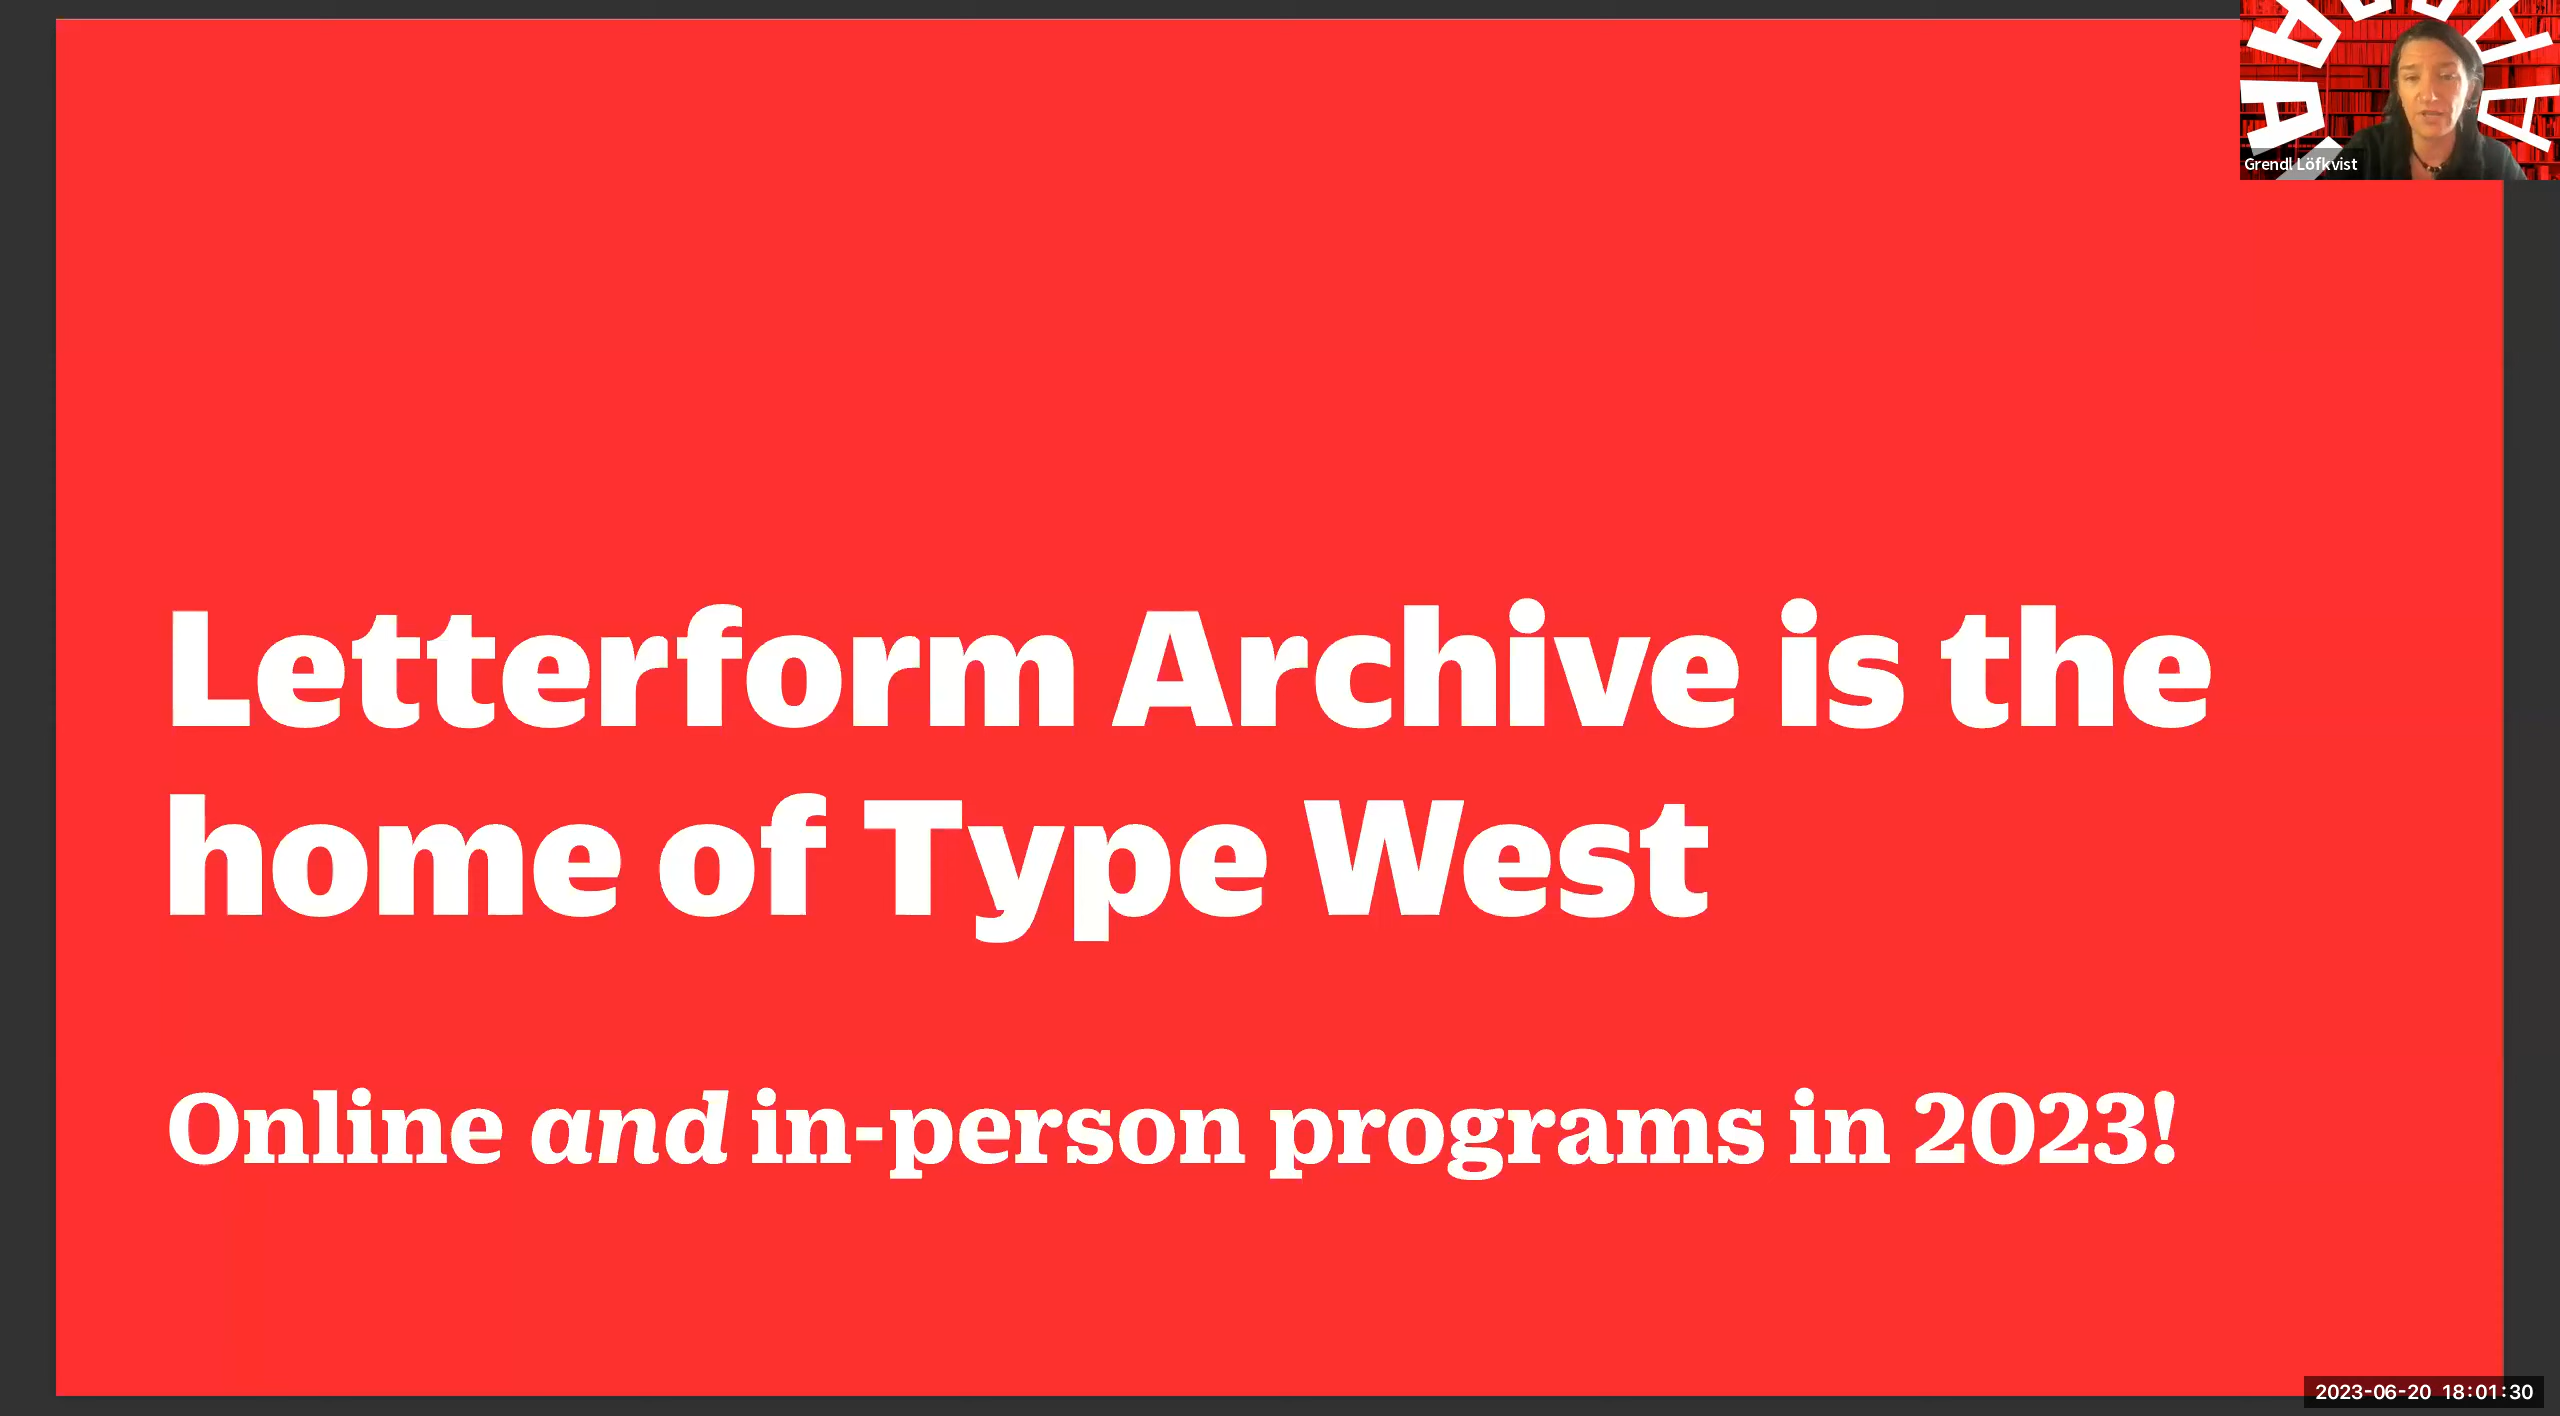 Letterform Archive is the
home of Type West
Online and in-person programs in 2023!
Grendl Löfkvist
2023-06-20 18:01:30